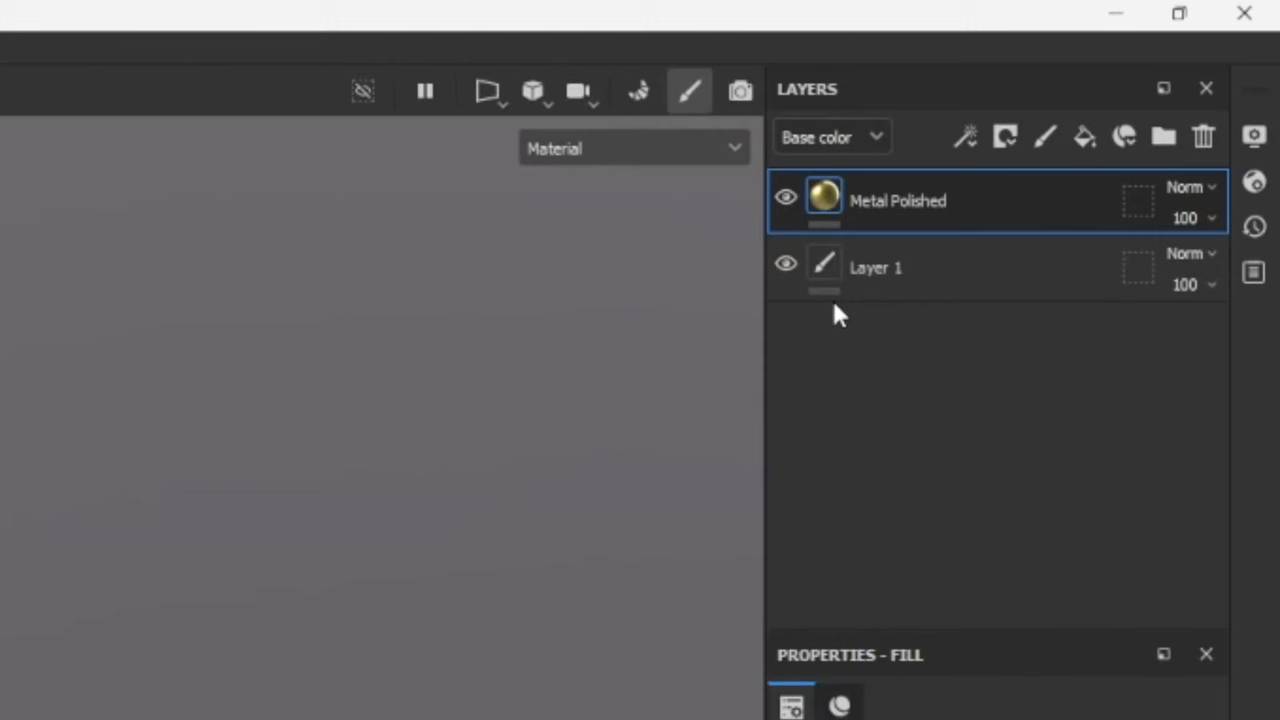 LAYERS
Base color
Material
Metal Polished
Norm
100
Layer 1
Norm
100
PROPERTIES - FILL